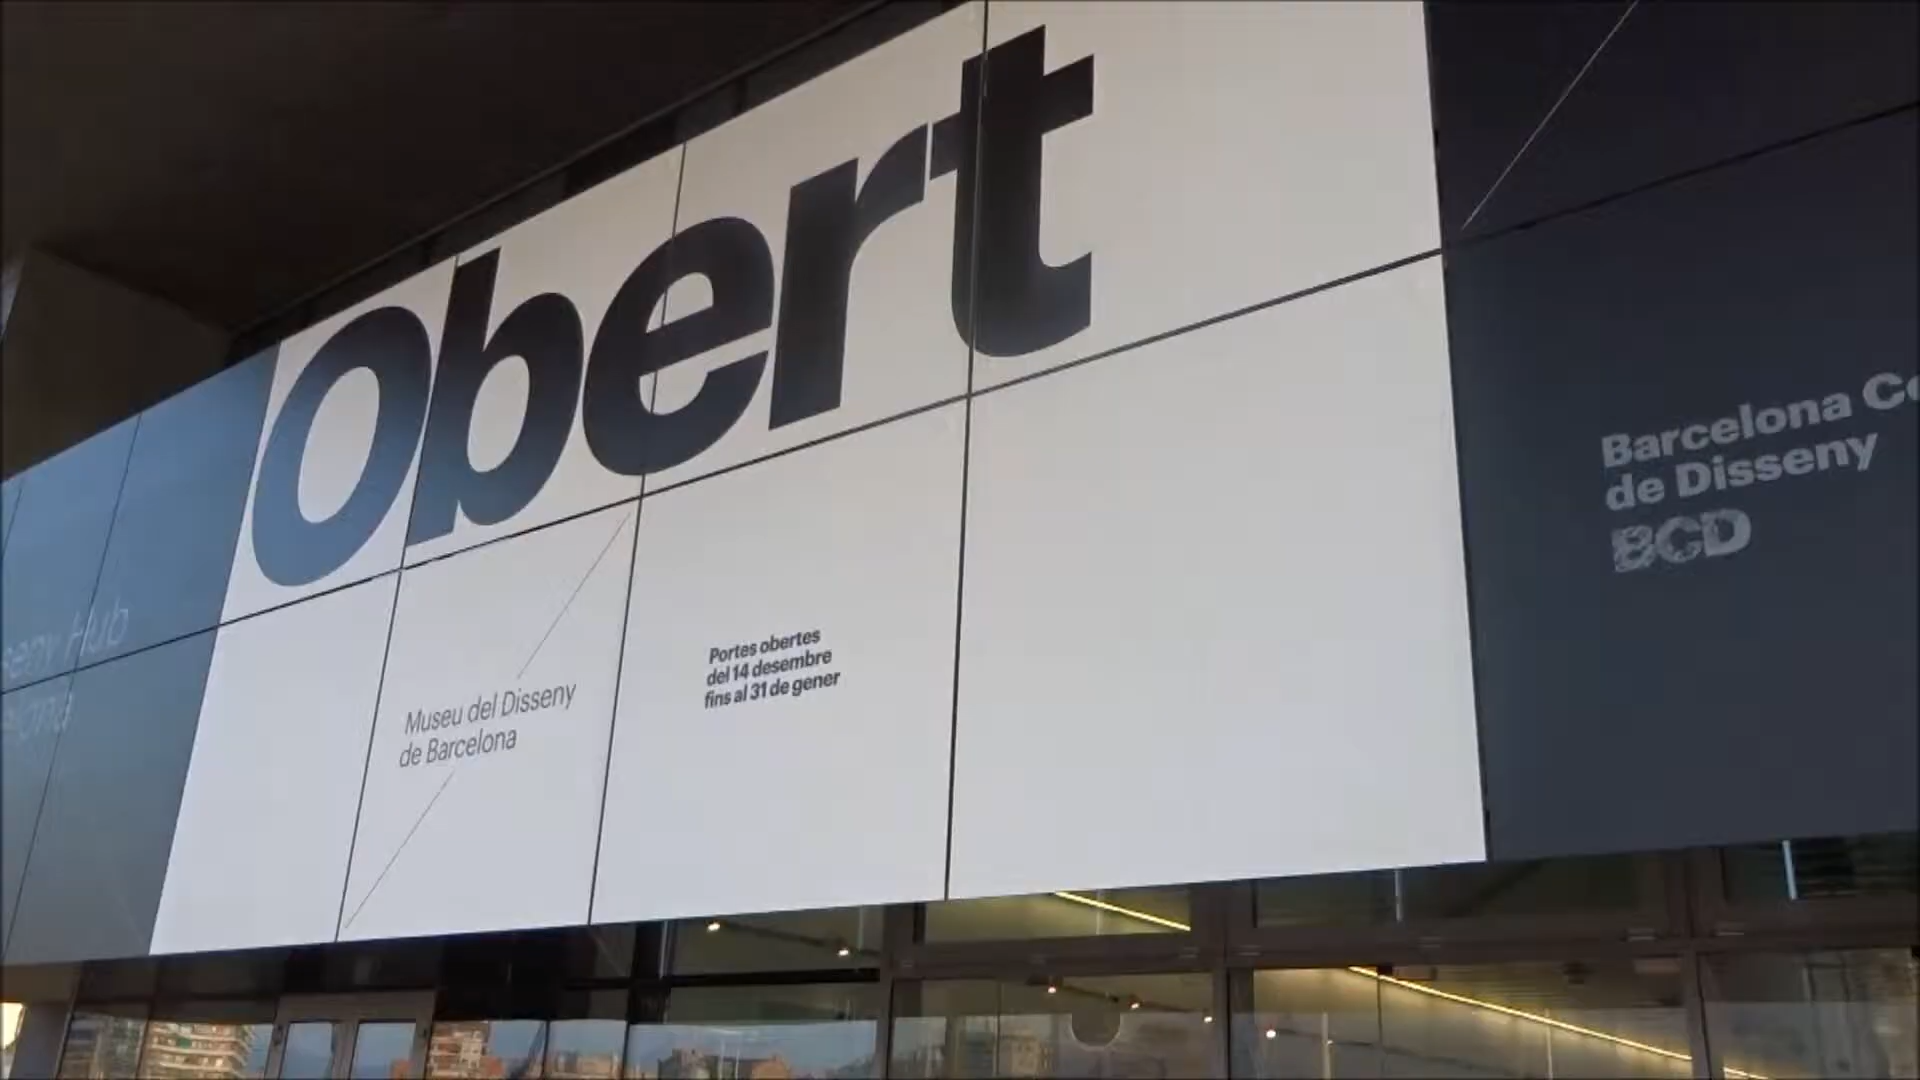 Obert
Museu del Disseny
de Barcelona
Portes obertes
del 14 desembre
fins al 31 de gener
Barcelona
de Disseny
BCD
Hub